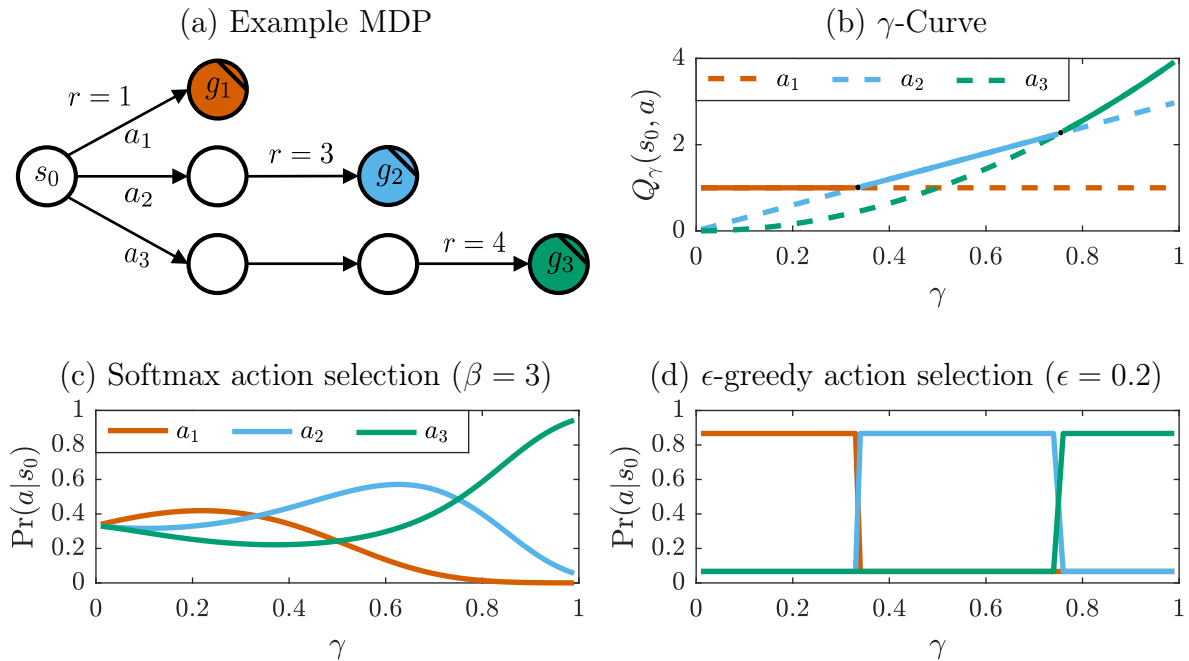 (a) Example MDP
r = 1
g₁
a₁
s₀
a₂
r = 3
g₂
a₃
r = 4
g₃
(b) γ-Curve
a₁ a₂ a₃
Q_γ(s₀, a)
4
2
0
0 0.2 0.4 0.6 0.8 1
γ
(c) Softmax action selection (β = 3)
a₁ a₂ a₃
Pr(a|s₀)
1
0.8
0.6
0.4
0.2
0
0 0.2 0.4 0.6 0.8 1
γ
(d) ϵ-greedy action selection (ϵ = 0.2)
Pr(a|s₀)
1
0.8
0.6
0.4
0.2
0
0 0.2 0.4 0.6 0.8 1
γ